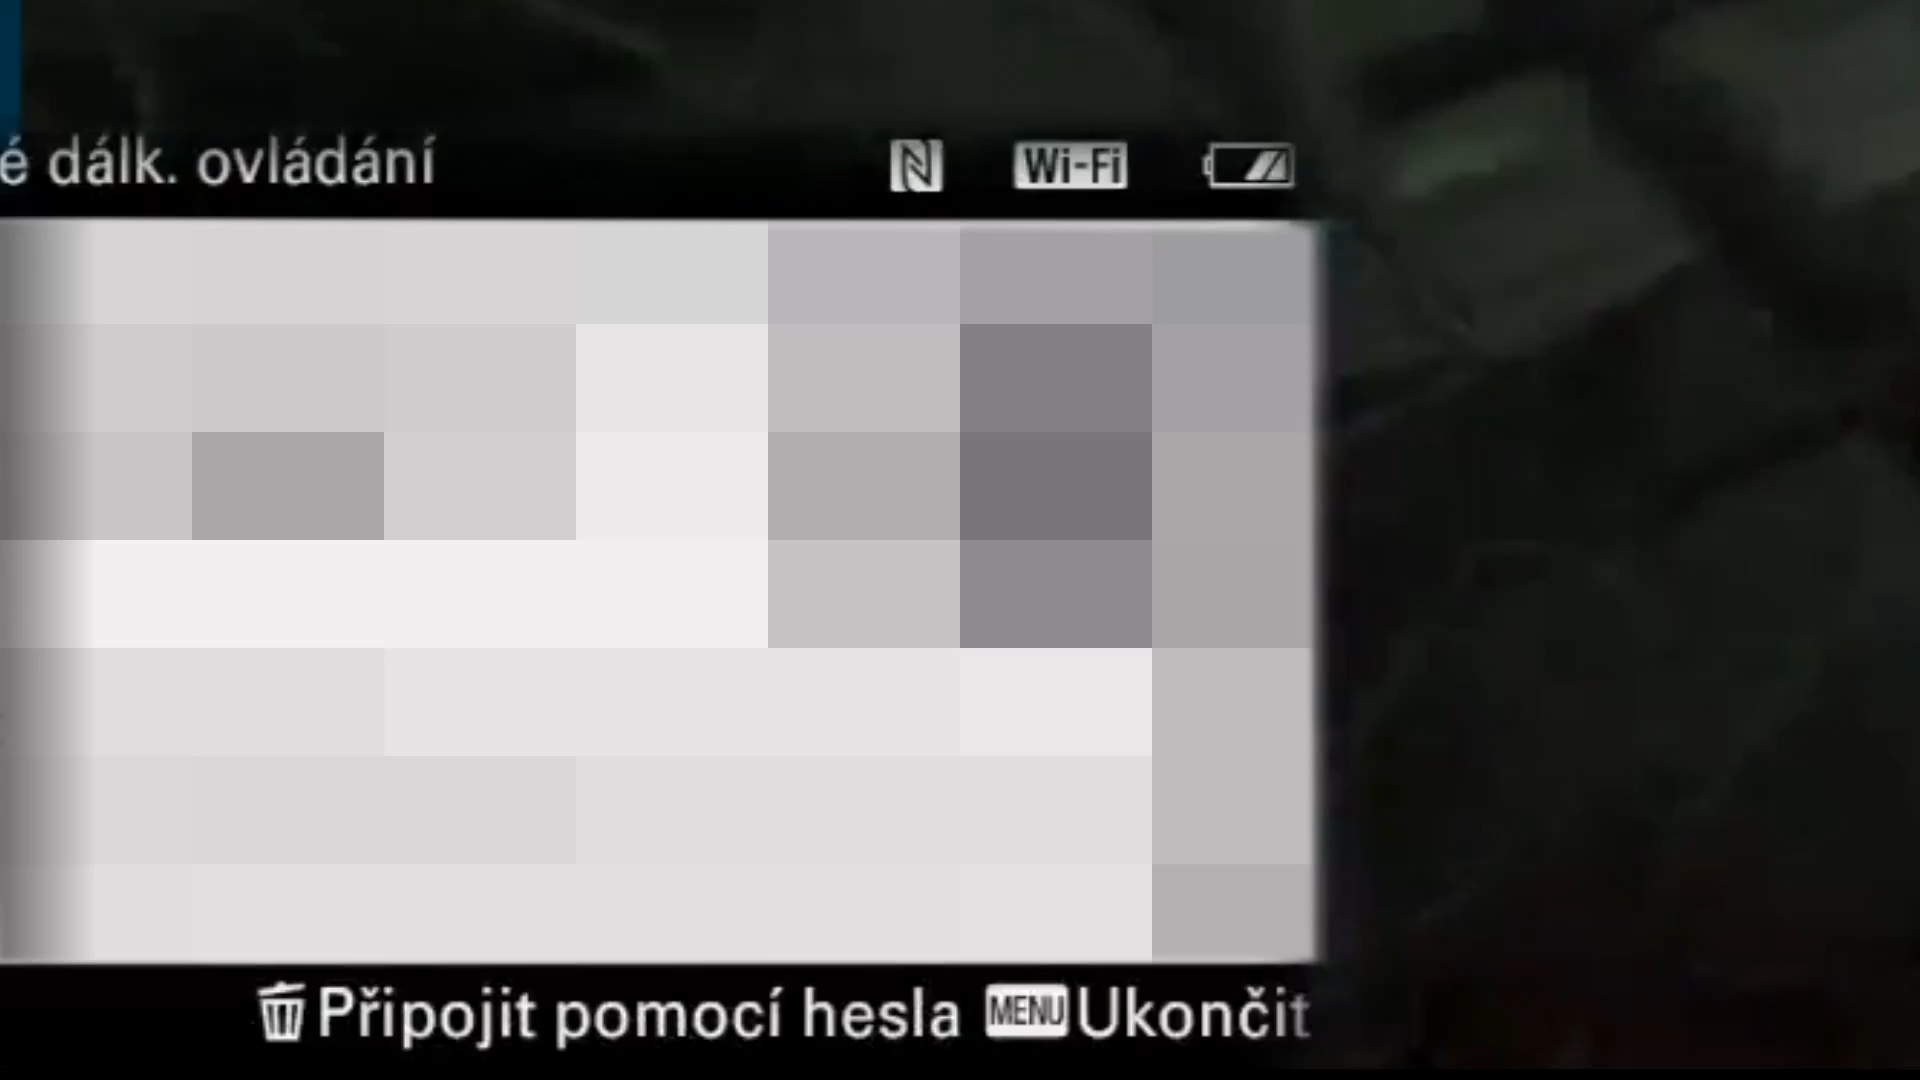 é dálk. ovládání Wi-Fi
Připojit pomocí hesla MENU Ukončit